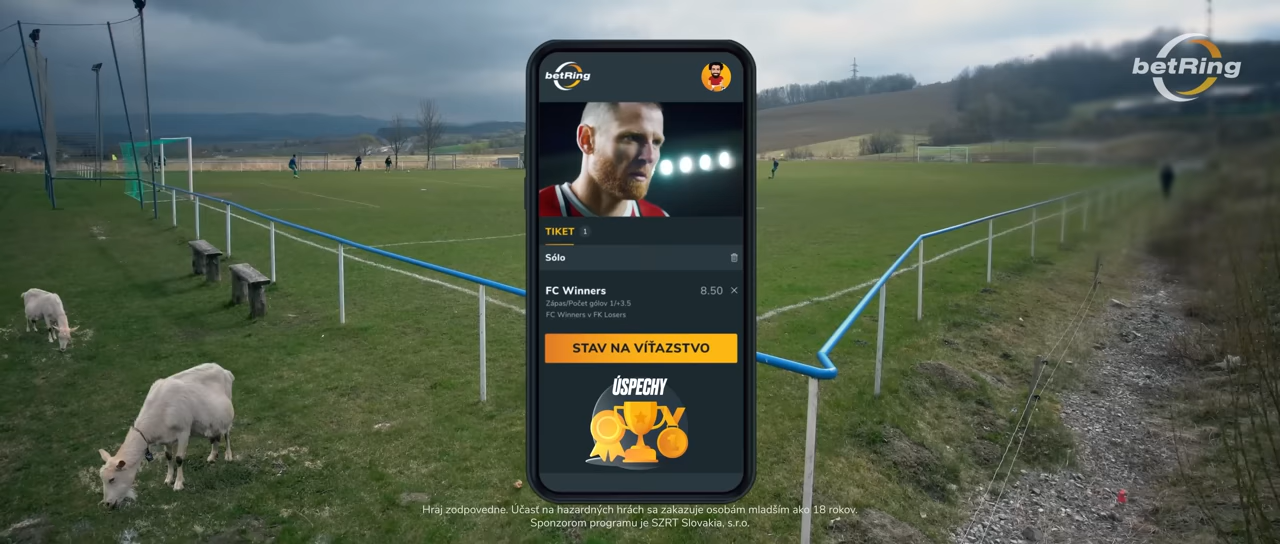 betRing
betRing
TIKET 1
Sólo
FC Winners 8.50 ×
Zápas/Počet gólov 1/+3.5
FC Winners v FK Losers
STAV NA VÍŤAZSTVO
ÚSPECHY
1
Hraj zodpovedne. Účasť na hazardných hrách sa zakazuje osobám mladším ako 18 rokov.
Sponzorom programu je SZRT Slovakia, s.r.o.